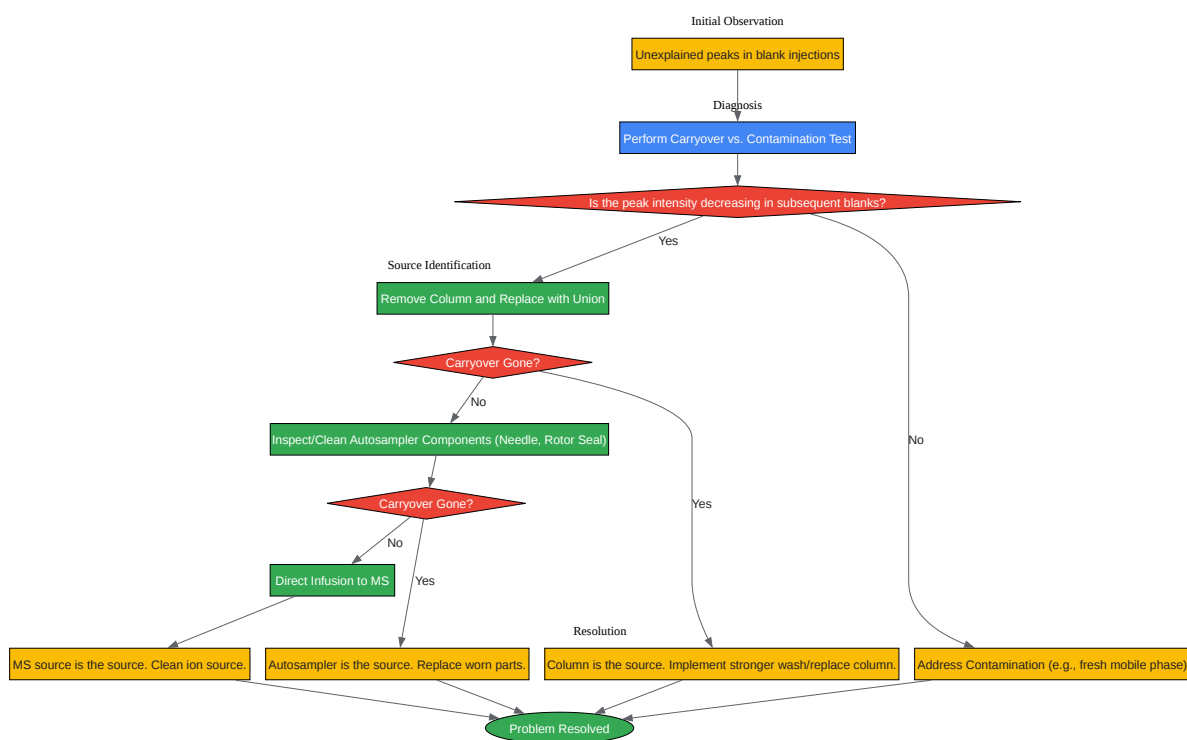 Initial Observation
Unexplained peaks in blank injections
Diagnosis
Perform Carryover vs. Contamination Test
Is the peak intensity decreasing in subsequent blanks?
Yes
Source Identification
Remove Column and Replace with Union
Carryover Gone?
No
Inspect/Clean Autosampler Components (Needle, Rotor Seal)
No
Carryover Gone?
Yes
No
Direct Infusion to MS
Yes
Resolution
MS source is the source. Clean ion source.
Autosampler is the source. Replace worn parts.
Column is the source. Implement stronger wash/replace column.
Address Contamination (e.g., fresh mobile phase)
Problem Resolved